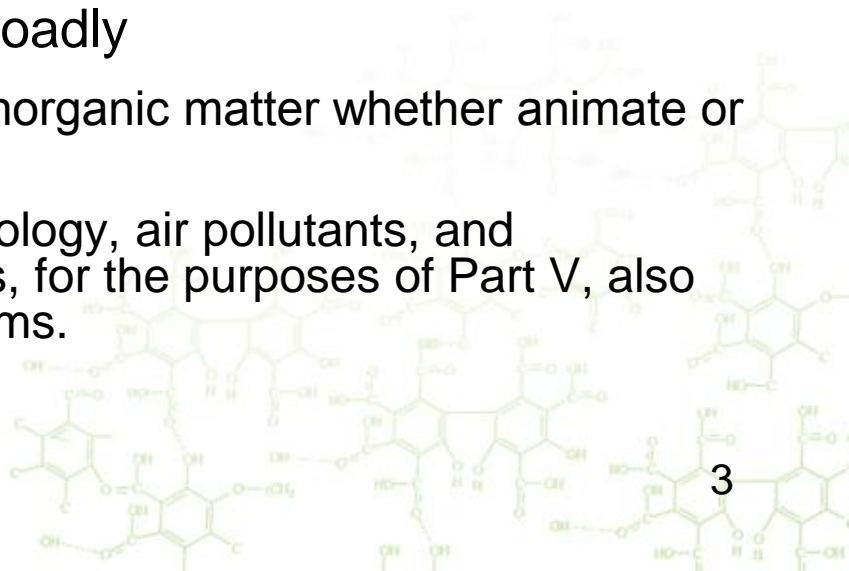 oadly
norganic matter whether animate or
ology, air pollutants, and
s, for the purposes of Part V, also
ms.
3